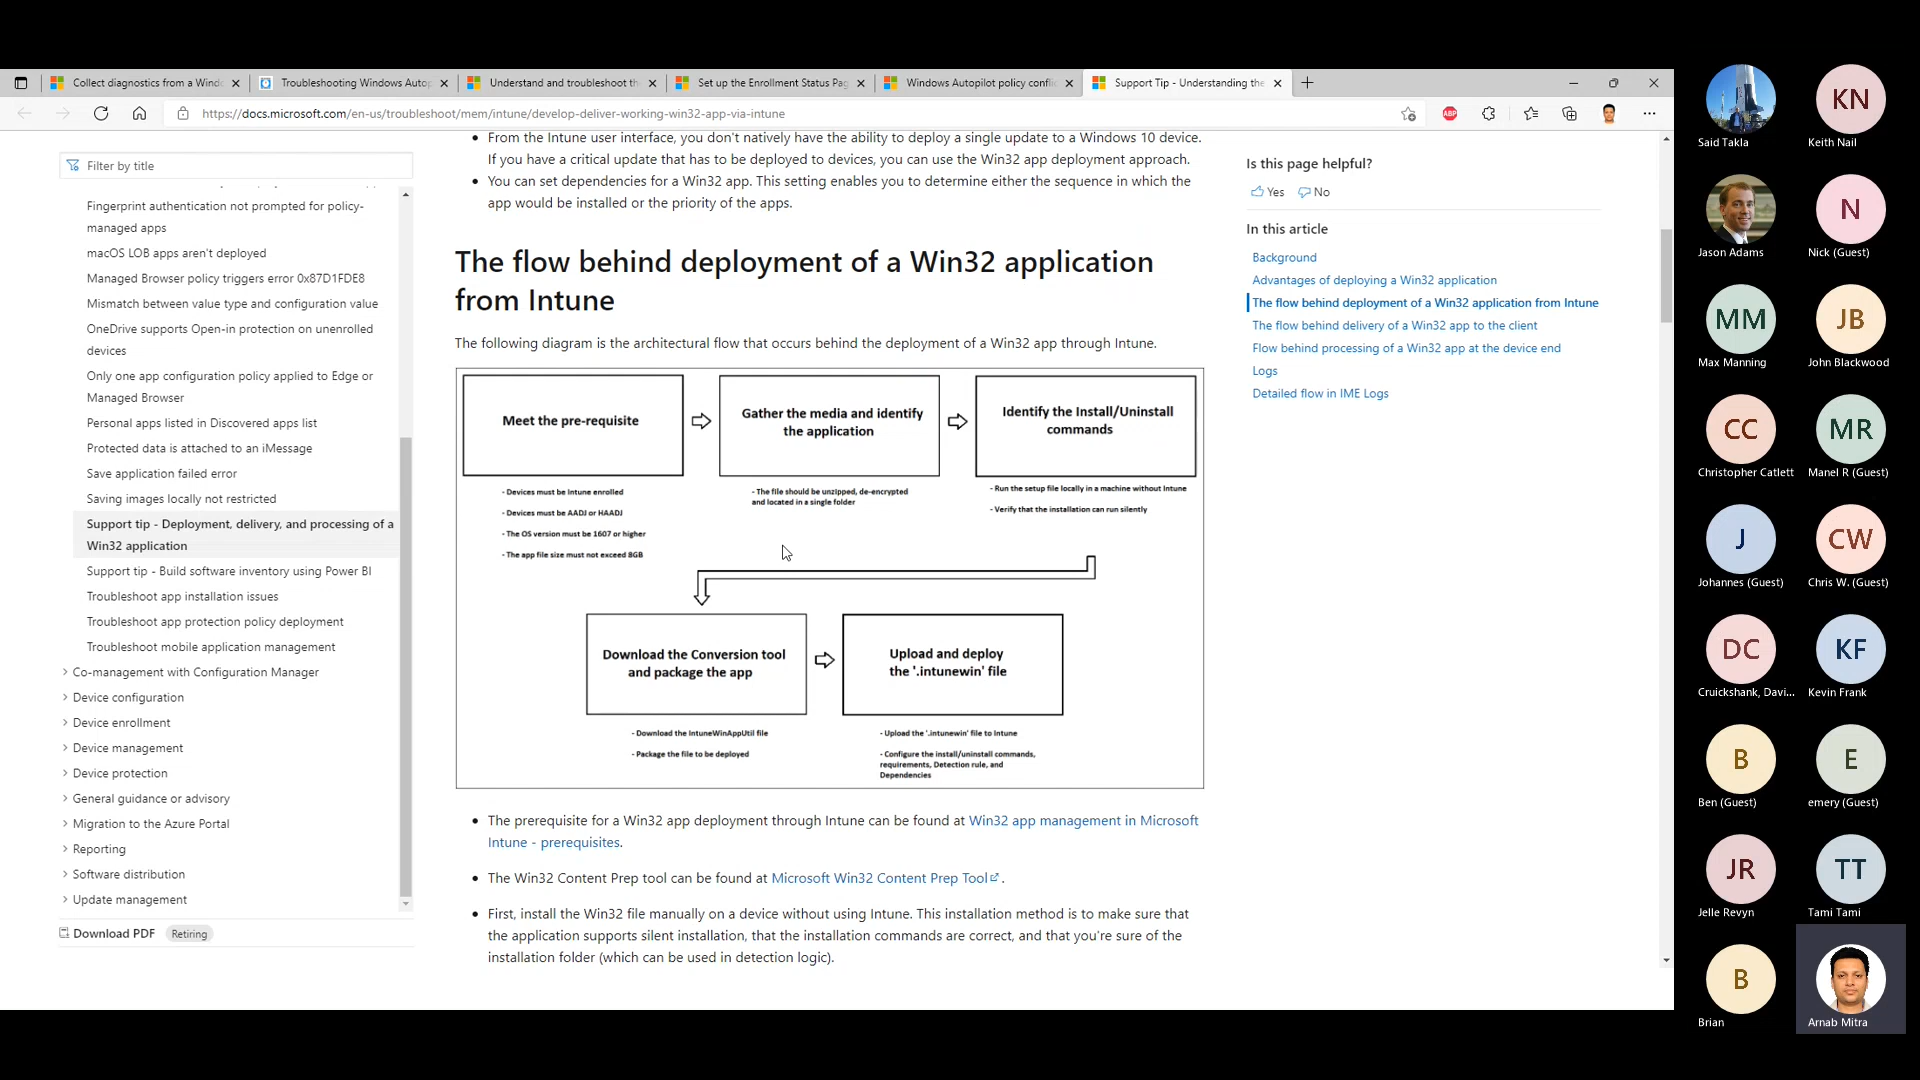 Collect diagnostics from a Wind
Troubleshooting Windows Autop
Understand and troubleshoot th
Set up the Enrollment Status Pag
Windows Autopilot policy confli
Support Tip - Understanding the
https://docs.microsoft.com/en-us/troubleshoot/mem/intune/develop-deliver-working-win32-app-via-intune
ABP
Filter by title
Fingerprint authentication not prompted for policy-
managed apps
macOS LOB apps aren't deployed
Managed Browser policy triggers error 0x87D1FDE8
Mismatch between value type and configuration value
OneDrive supports Open-in protection on unenrolled
devices
Only one app configuration policy applied to Edge or
Managed Browser
Personal apps listed in Discovered apps list
Protected data is attached to an iMessage
Save application failed error
Saving images locally not restricted
Support tip - Deployment, delivery, and processing of a
Win32 application
Support tip - Build software inventory using Power BI
Troubleshoot app installation issues
Troubleshoot app protection policy deployment
Troubleshoot mobile application management
Co-management with Configuration Manager
Device configuration
Device enrollment
Device management
Device protection
General guidance or advisory
Migration to the Azure Portal
Reporting
Software distribution
Update management
Download PDF Retiring
• From the Intune user interface, you don't natively have the ability to deploy a single update to a Windows 10 device.
If you have a critical update that has to be deployed to devices, you can use the Win32 app deployment approach.
• You can set dependencies for a Win32 app. This setting enables you to determine either the sequence in which the
app would be installed or the priority of the apps.
The flow behind deployment of a Win32 application
from Intune
The following diagram is the architectural flow that occurs behind the deployment of a Win32 app through Intune.
Meet the pre-requisite
- Devices must be Intune enrolled
- Devices must be AADJ or HAADJ
- The OS version must be 1607 or higher
- The app file size must not exceed 8GB
Gather the media and identify
the application
- The file should be unzipped, de-encrypted
and located in a single folder
Identify the Install/Uninstall
commands
- Run the setup file locally in a machine without Intune
- Verify that the installation can run silently
Download the Conversion tool
and package the app
- Download the IntuneWinAppUtil file
- Package the file to be deployed
Upload and deploy
the '.intunewin' file
- Upload the '.intunewin' file to Intune
- Configure the install/uninstall commands,
requirements, Detection rule, and
Dependencies
• The prerequisite for a Win32 app deployment through Intune can be found at Win32 app management in Microsoft
Intune - prerequisites.
• The Win32 Content Prep tool can be found at Microsoft Win32 Content Prep Tool .
• First, install the Win32 file manually on a device without using Intune. This installation method is to make sure that
the application supports silent installation, that the installation commands are correct, and that you're sure of the
installation folder (which can be used in detection logic).
Is this page helpful?
Yes No
In this article
Background
Advantages of deploying a Win32 application
The flow behind deployment of a Win32 application from Intune
The flow behind delivery of a Win32 app to the client
Flow behind processing of a Win32 app at the device end
Logs
Detailed flow in IME Logs
Said Takla
KN
Keith Nail
Jason Adams
N
Nick (Guest)
MM
Max Manning
JB
John Blackwood
CC
Christopher Catlett
MR
Manel R (Guest)
J
Johannes (Guest)
CW
Chris W. (Guest)
DC
Cruickshank, Davi...
KF
Kevin Frank
B
Ben (Guest)
E
emery (Guest)
JR
Jelle Revyn
TT
Tami Tami
B
Brian
Arnab Mitra